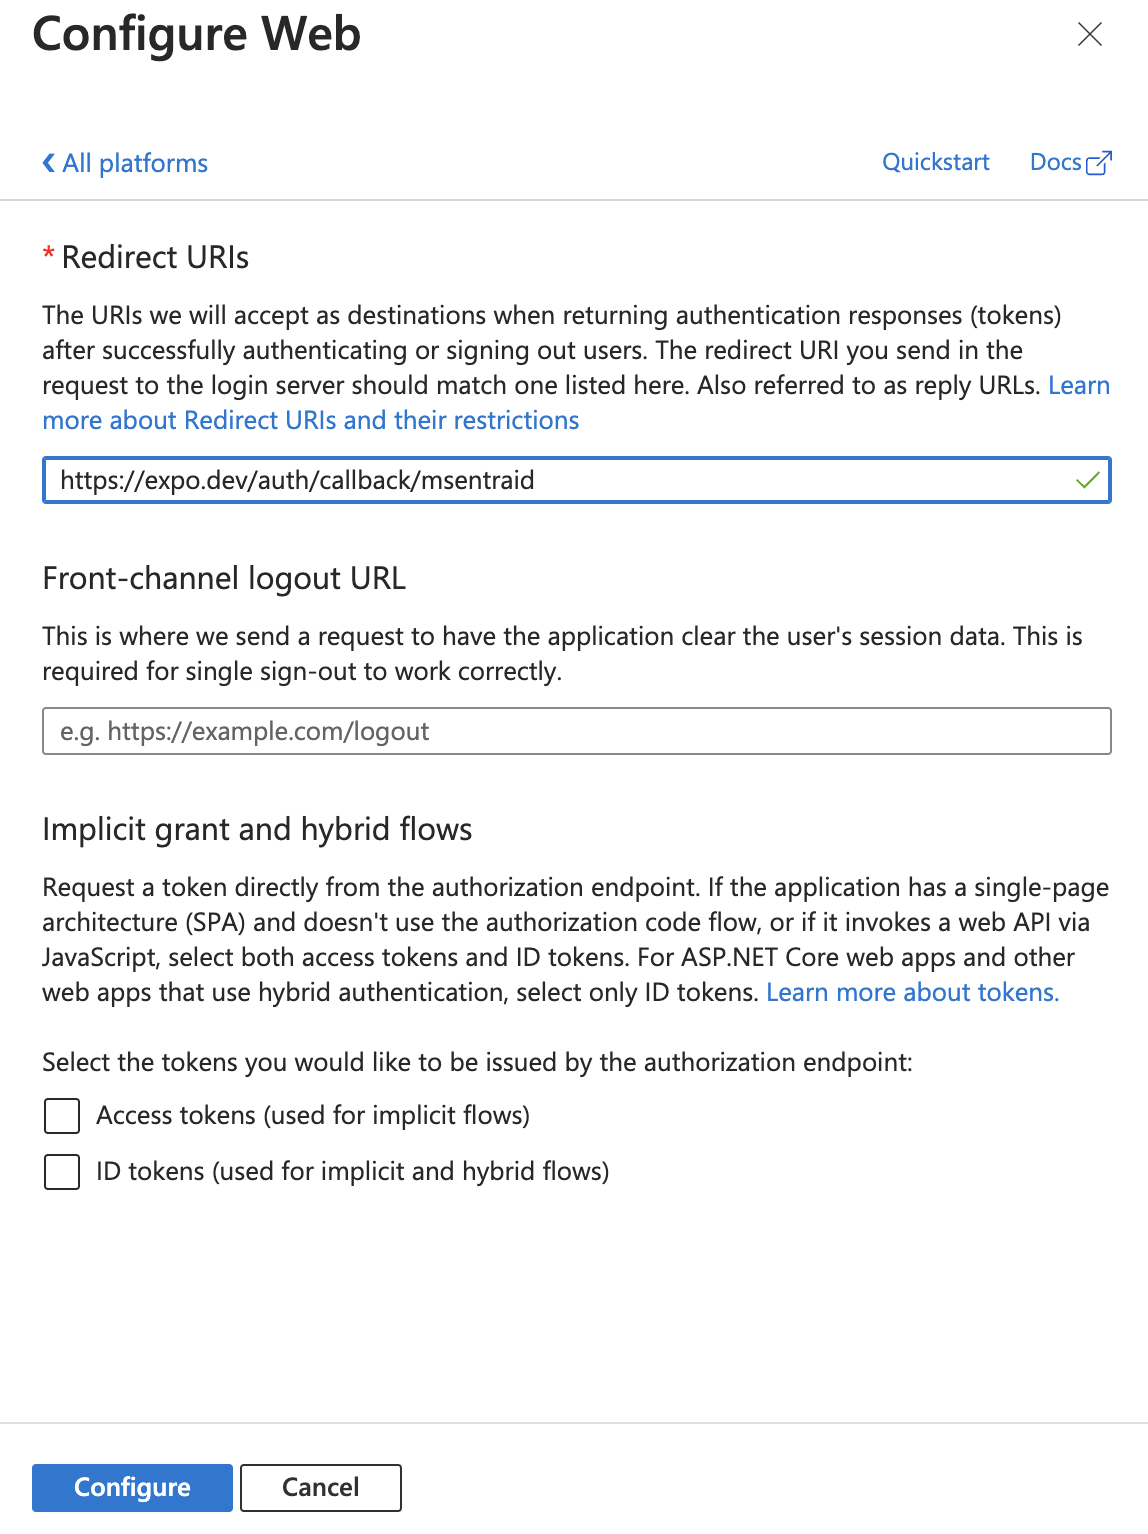 Configure Web
All platforms
Quickstart
Docs
* Redirect URIs
The URIs we will accept as destinations when returning authentication responses (tokens)
after successfully authenticating or signing out users. The redirect URI you send in the
request to the login server should match one listed here. Also referred to as reply URLs. Learn
more about Redirect URIs and their restrictions
https://expo.dev/auth/callback/msentraid
Front-channel logout URL
This is where we send a request to have the application clear the user's session data. This is
required for single sign-out to work correctly.
e.g. https://example.com/logout
Implicit grant and hybrid flows
Request a token directly from the authorization endpoint. If the application has a single-page
architecture (SPA) and doesn't use the authorization code flow, or if it invokes a web API via
JavaScript, select both access tokens and ID tokens. For ASP.NET Core web apps and other
web apps that use hybrid authentication, select only ID tokens. Learn more about tokens.
Select the tokens you would like to be issued by the authorization endpoint:
Access tokens (used for implicit flows)
ID tokens (used for implicit and hybrid flows)
Configure
Cancel